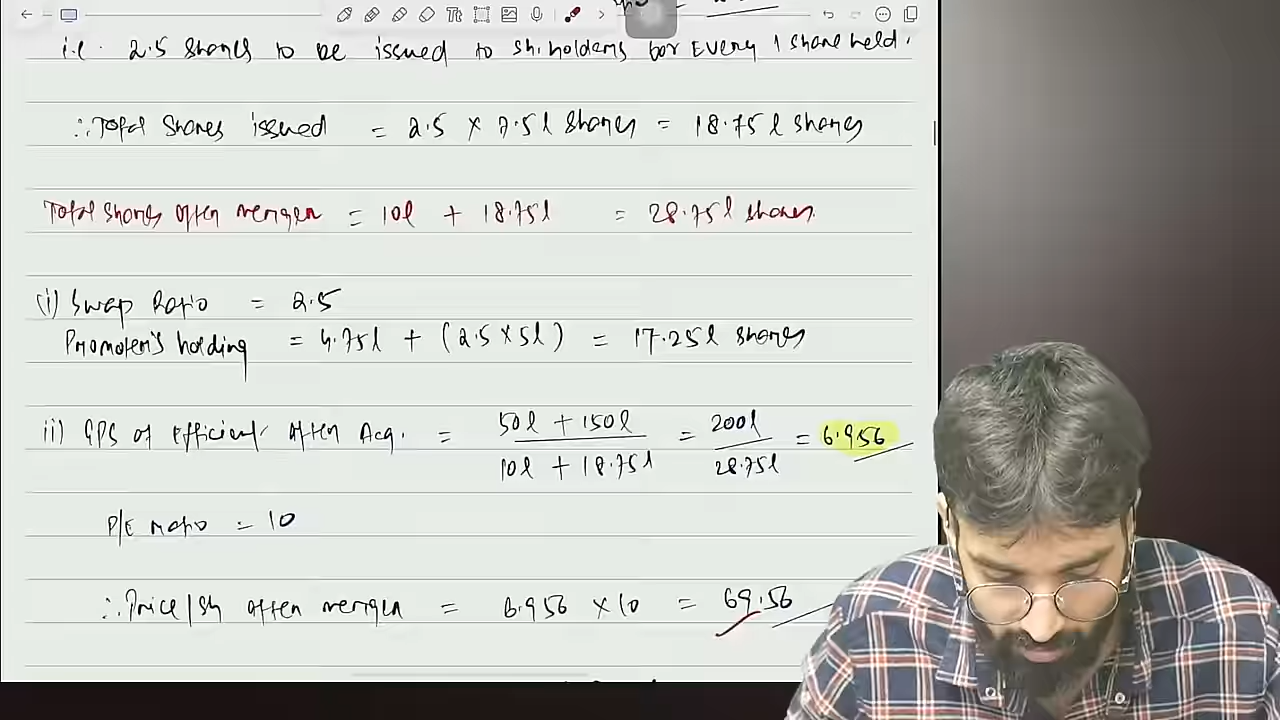 i.e. 2.5 shares to be issued to sh.holders for Every 1 share held.
∴ Total Shares issued = 2.5 × 7.5l shares = 18.75l shares
Total Shares after merger = 10l + 18.75l = 28.75l shares.
(i) Swap Ratio = 2.5
Promoter's holding = 4.75l + (2.5 × 5l) = 17.25l shares
ii) EPS of Efficient after Acq. = 50l + 150l / 10l + 18.75l = 200l / 28.75l = 6.956
P/E ratio = 10
∴ Price/sh after merger = 6.956 × 10 = 69.56